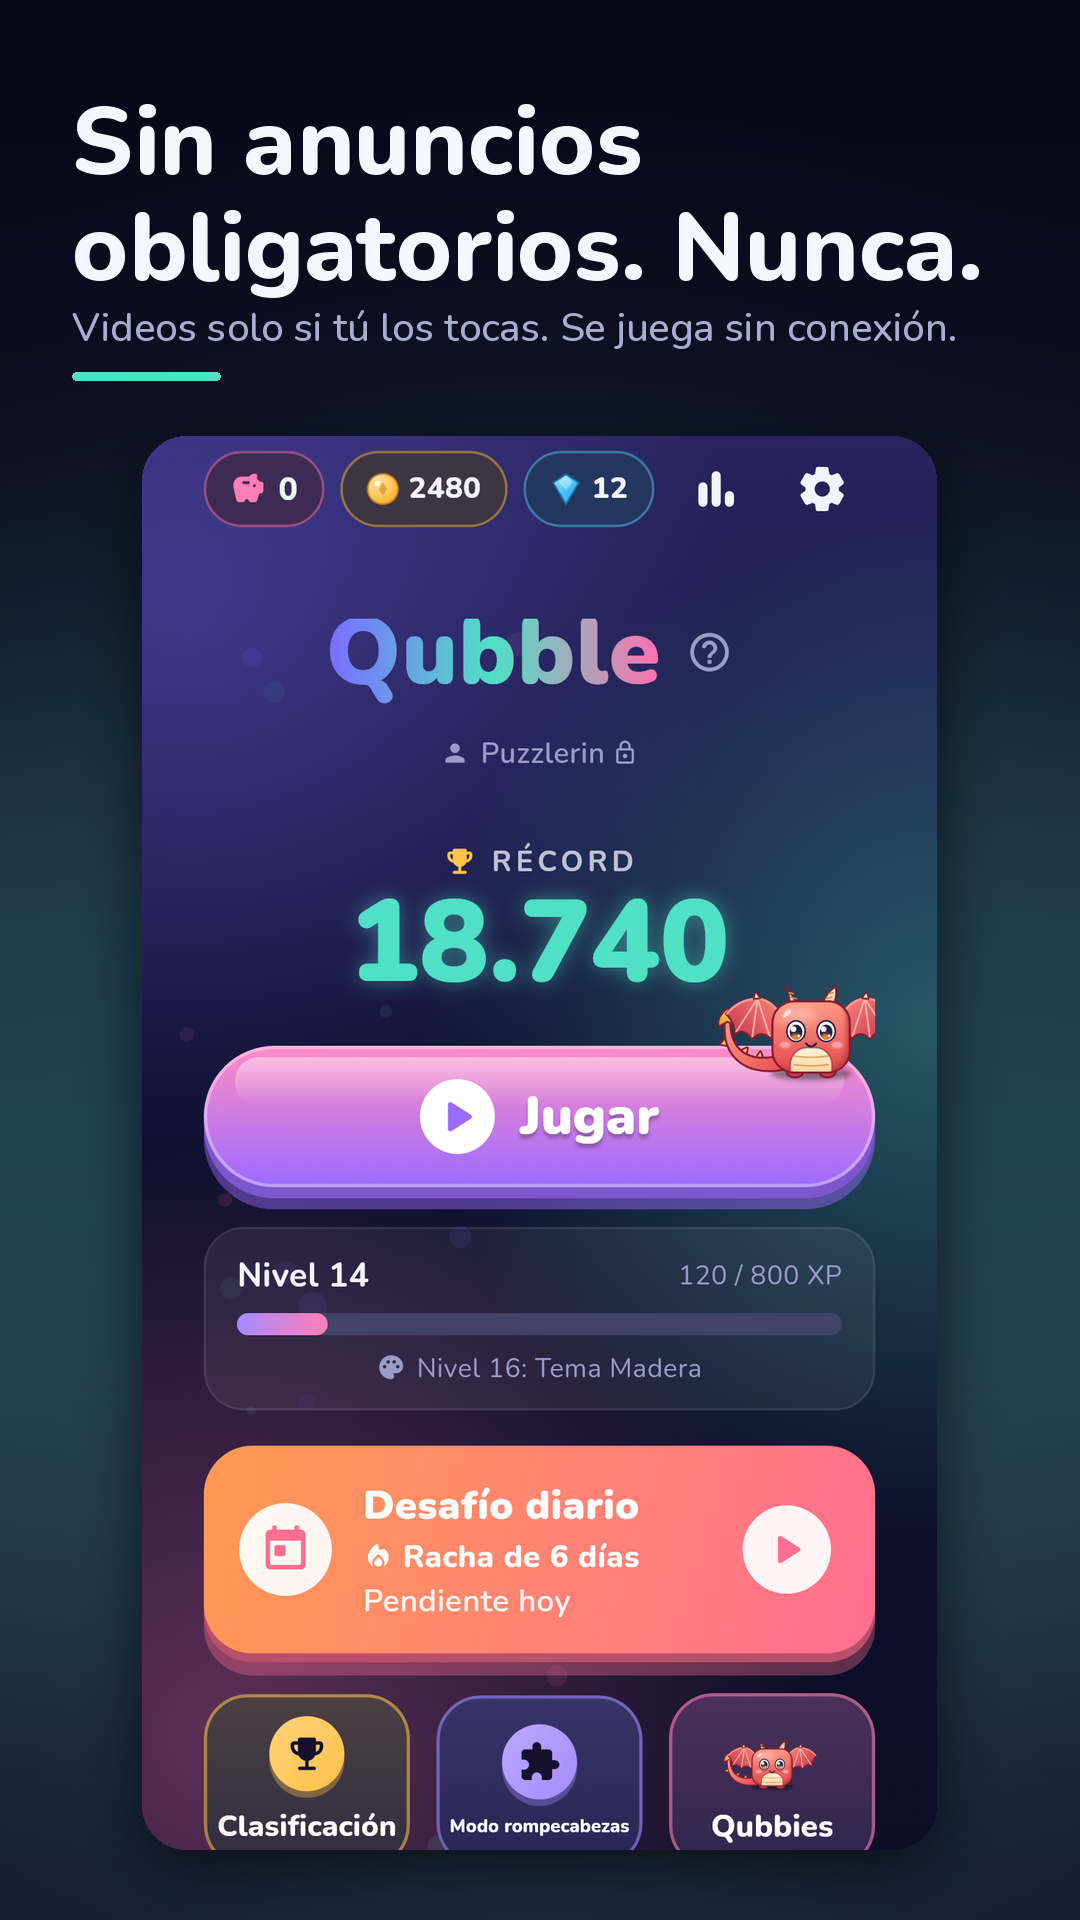 Sin anuncios
obligatorios. Nunca.
Videos solo si tú los tocas. Se juega sin conexión.
0 2480 12
Qubble
Puzzlerin
RÉCORD
18.740
Jugar
Nivel 14 120 / 800 XP
Nivel 16: Tema Madera
Desafío diario
Racha de 6 días
Pendiente hoy
Clasificación Modo rompecabezas Qubbies